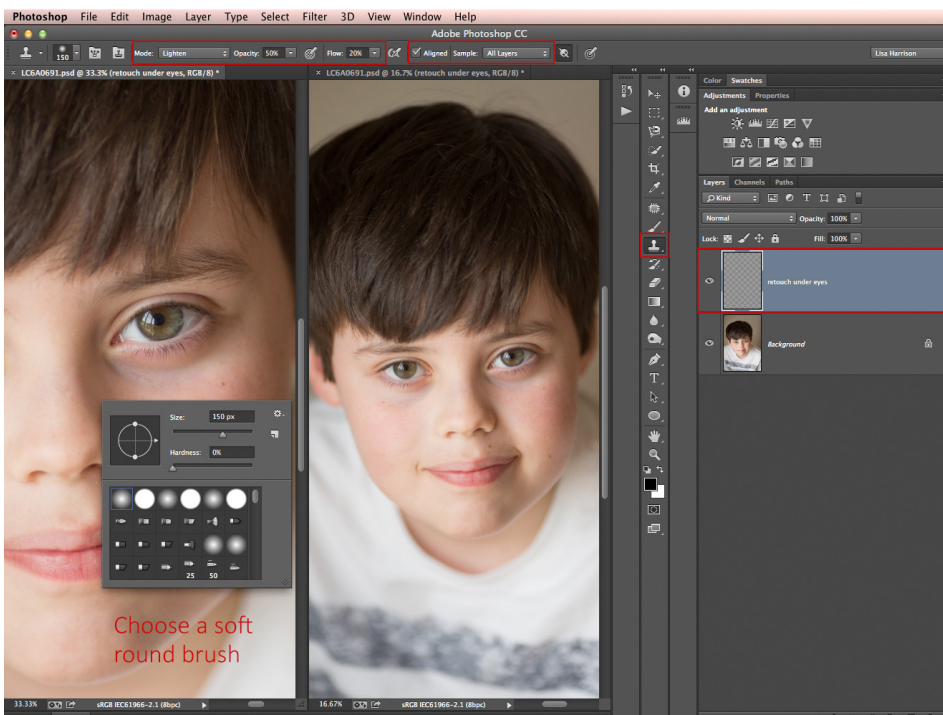 Photoshop File Edit Image Layer Type Select Filter 3D View Window Help
Adobe Photoshop CC
150 Mode: Lighten Opacity: 50% Flow: 20% Aligned Sample: All Layers Lisa Harrison
× LC6A0691.psd @ 33.3% (retouch under eyes, RGB/8) * × LC6A0691.psd @ 16.7% (retouch under eyes, RGB/8) *
Color Swatches
Adjustments Properties
Add an adjustment
Layers Channels Paths
Kind
Normal Opacity: 100%
Lock: Fill: 100%
retouch under eyes
Background
Size: 150 px
Hardness: 0%
25 50
Choose a soft
round brush
33.33% sRGB IEC61966-2.1 (8bpc) 16.67% sRGB IEC61966-2.1 (8bpc)